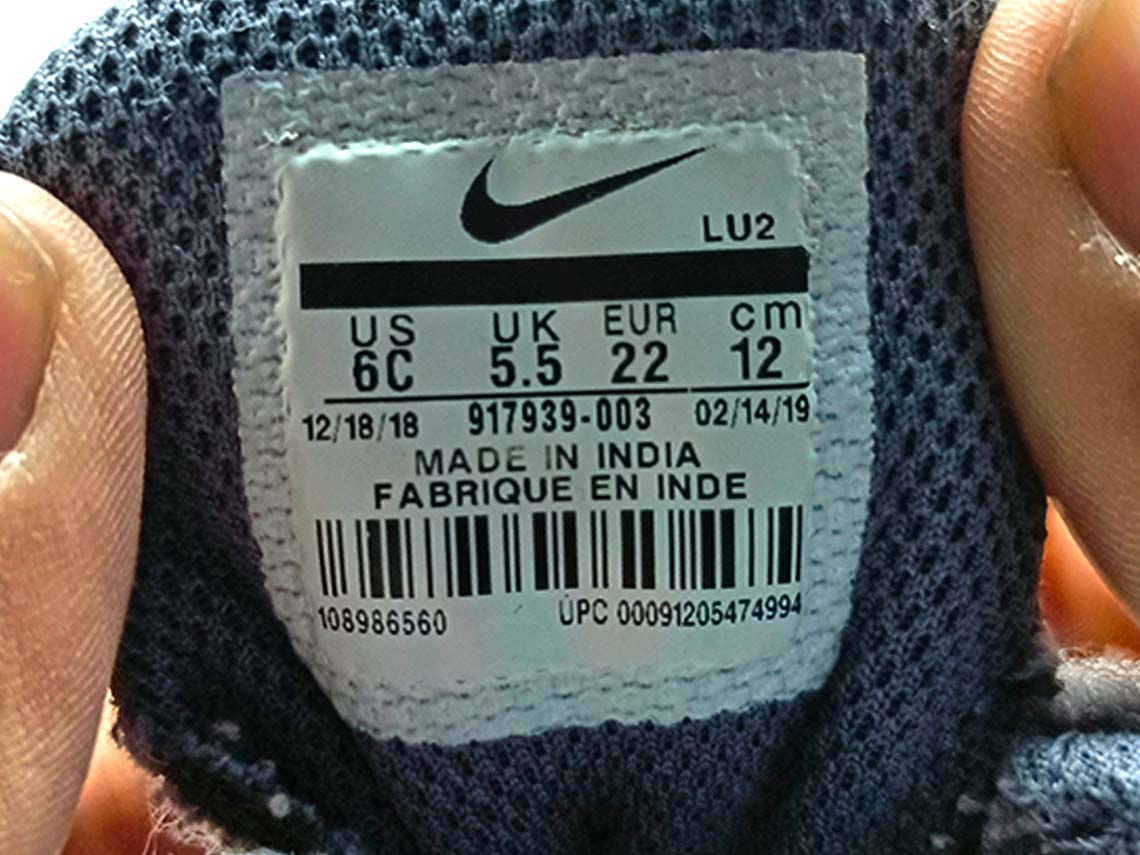 LU2
US UK EUR cm
6C 5.5 22 12
12/18/18 917939-003 02/14/19
MADE IN INDIA
FABRIQUE EN INDE
108986560 UPC 00091205474994